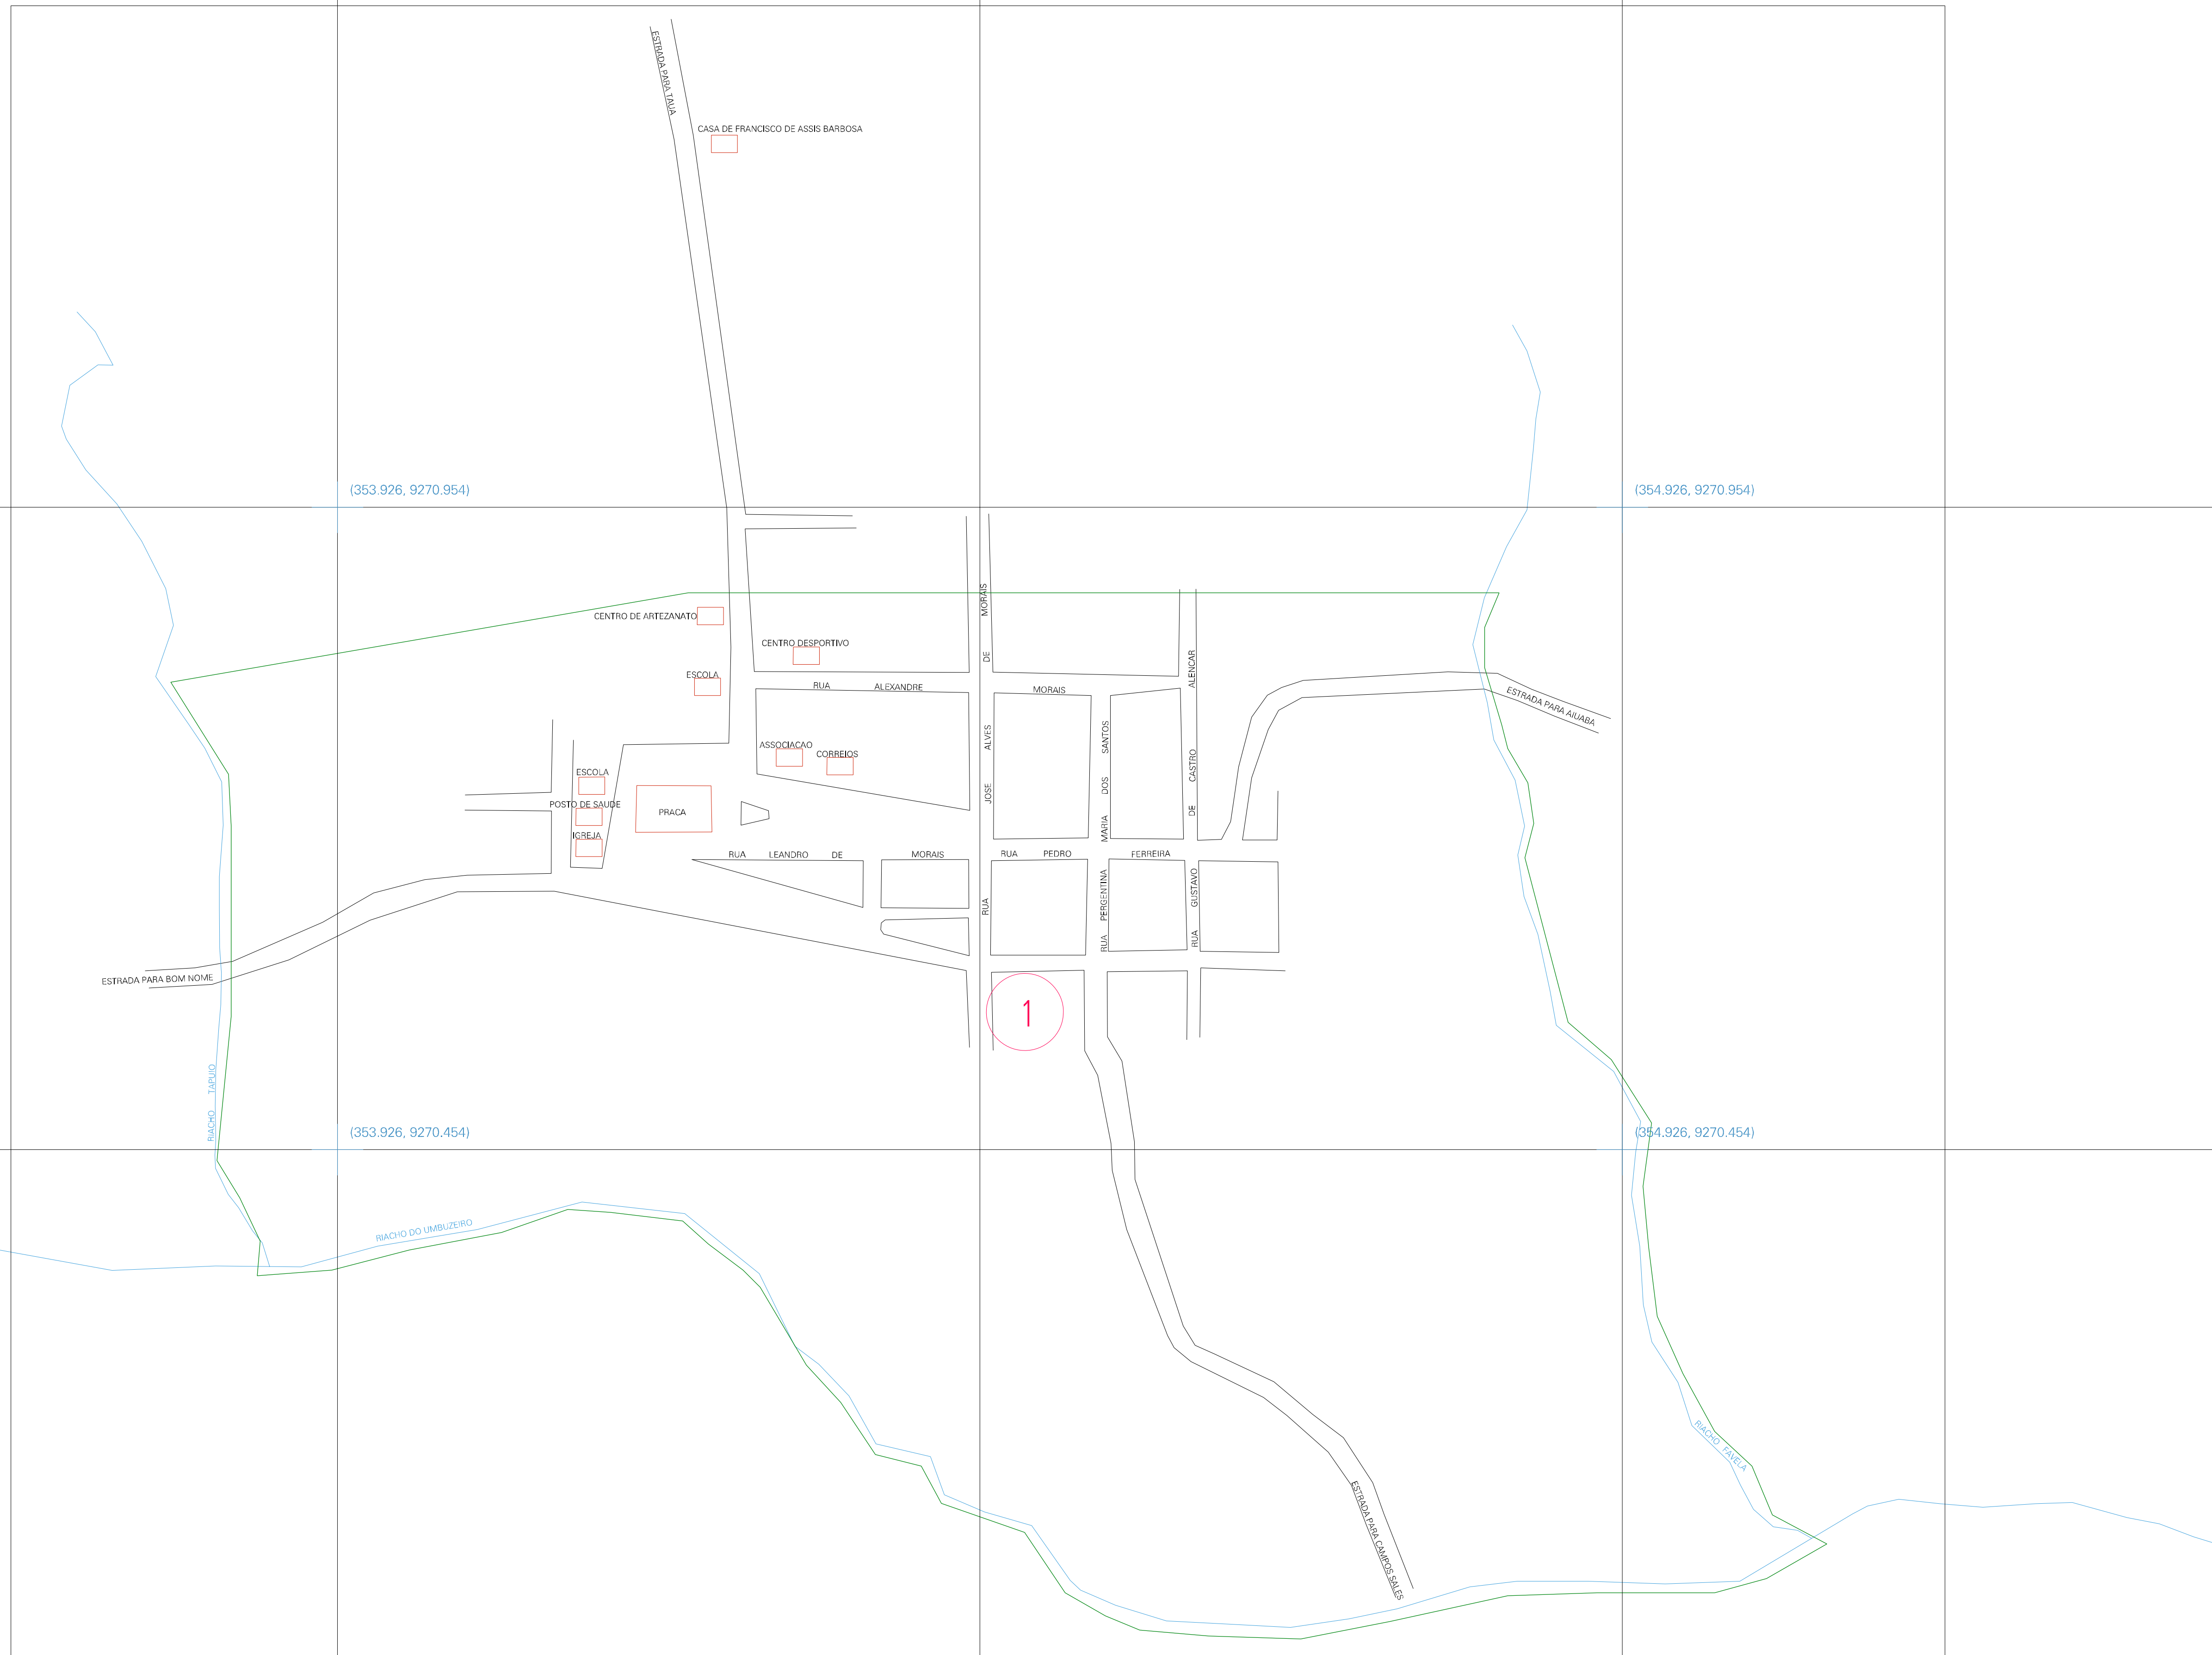 ESTRADA PARA TAUA
CASA DE FRANCISCO DE ASSIS BARBOSA
(353.926, 9270.954)
(354.926, 9270.954)
CENTRO DE ARTEZANATO
CENTRO DESPORTIVO
ESCOLA
RUA ALEXANDRE MORAIS
ESTRADA PARA AIUABA
ASSOCIACAO
CORREIOS
ESCOLA
POSTO DE SAUDE
IGREJA
PRACA
RUA LEANDRO DE MORAIS
RUA PEDRO FERREIRA
RUA JOSE ALVES DE MORAIS
RUA PERGENTINA MARIA DOS SANTOS
RUA GUSTAVO DE CASTRO ALENCAR
ESTRADA PARA BOM NOME
1
RIACHO TAPUIO
(353.926, 9270.454)
(354.926, 9270.454)
RIACHO DO UMBUZEIRO
RIACHO FAVELA
ESTRADA PARA CAMPOS SALES